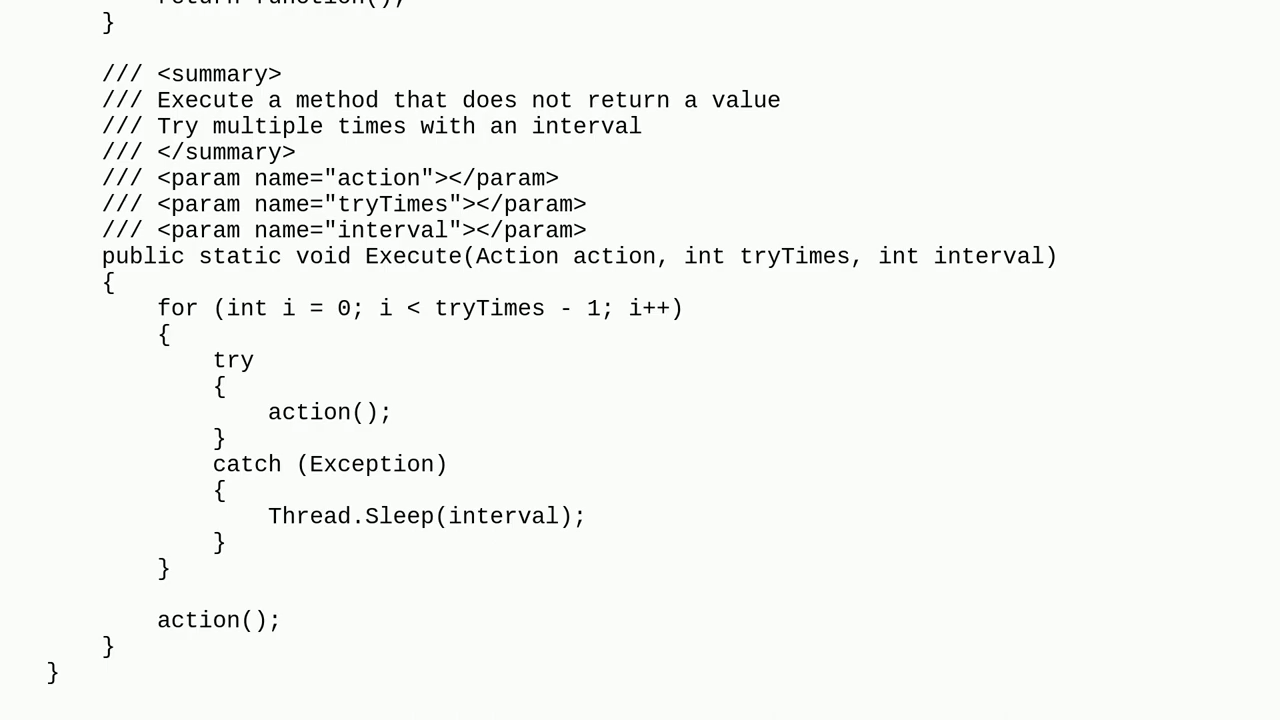 return function();
}
/// <summary>
/// Execute a method that does not return a value
/// Try multiple times with an interval
/// </summary>
/// <param name="action"></param>
/// <param name="tryTimes"></param>
/// <param name="interval"></param>
public static void Execute(Action action, int tryTimes, int interval)
{
for (int i = 0; i < tryTimes - 1; i++)
{
try
{
action();
}
catch (Exception)
{
Thread.Sleep(interval);
}
}
action();
}
}